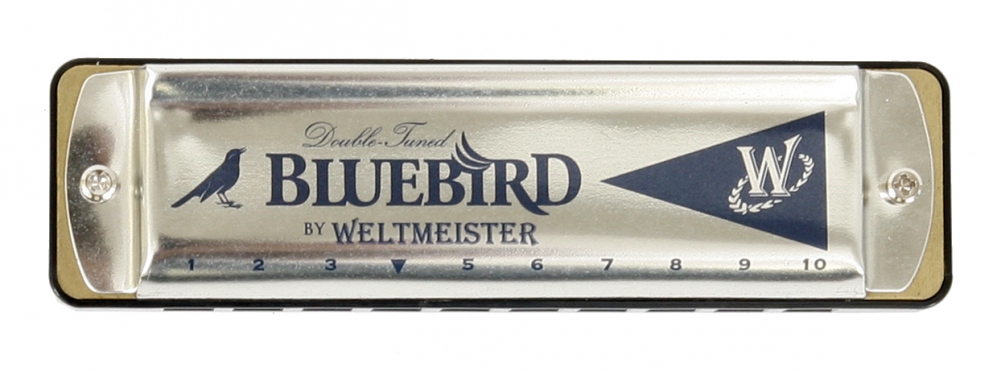 Double-Tuned
BLUEBIRD
BY WELTMEISTER
W
1 2 3 ▼ 5 6 7 8 9 10